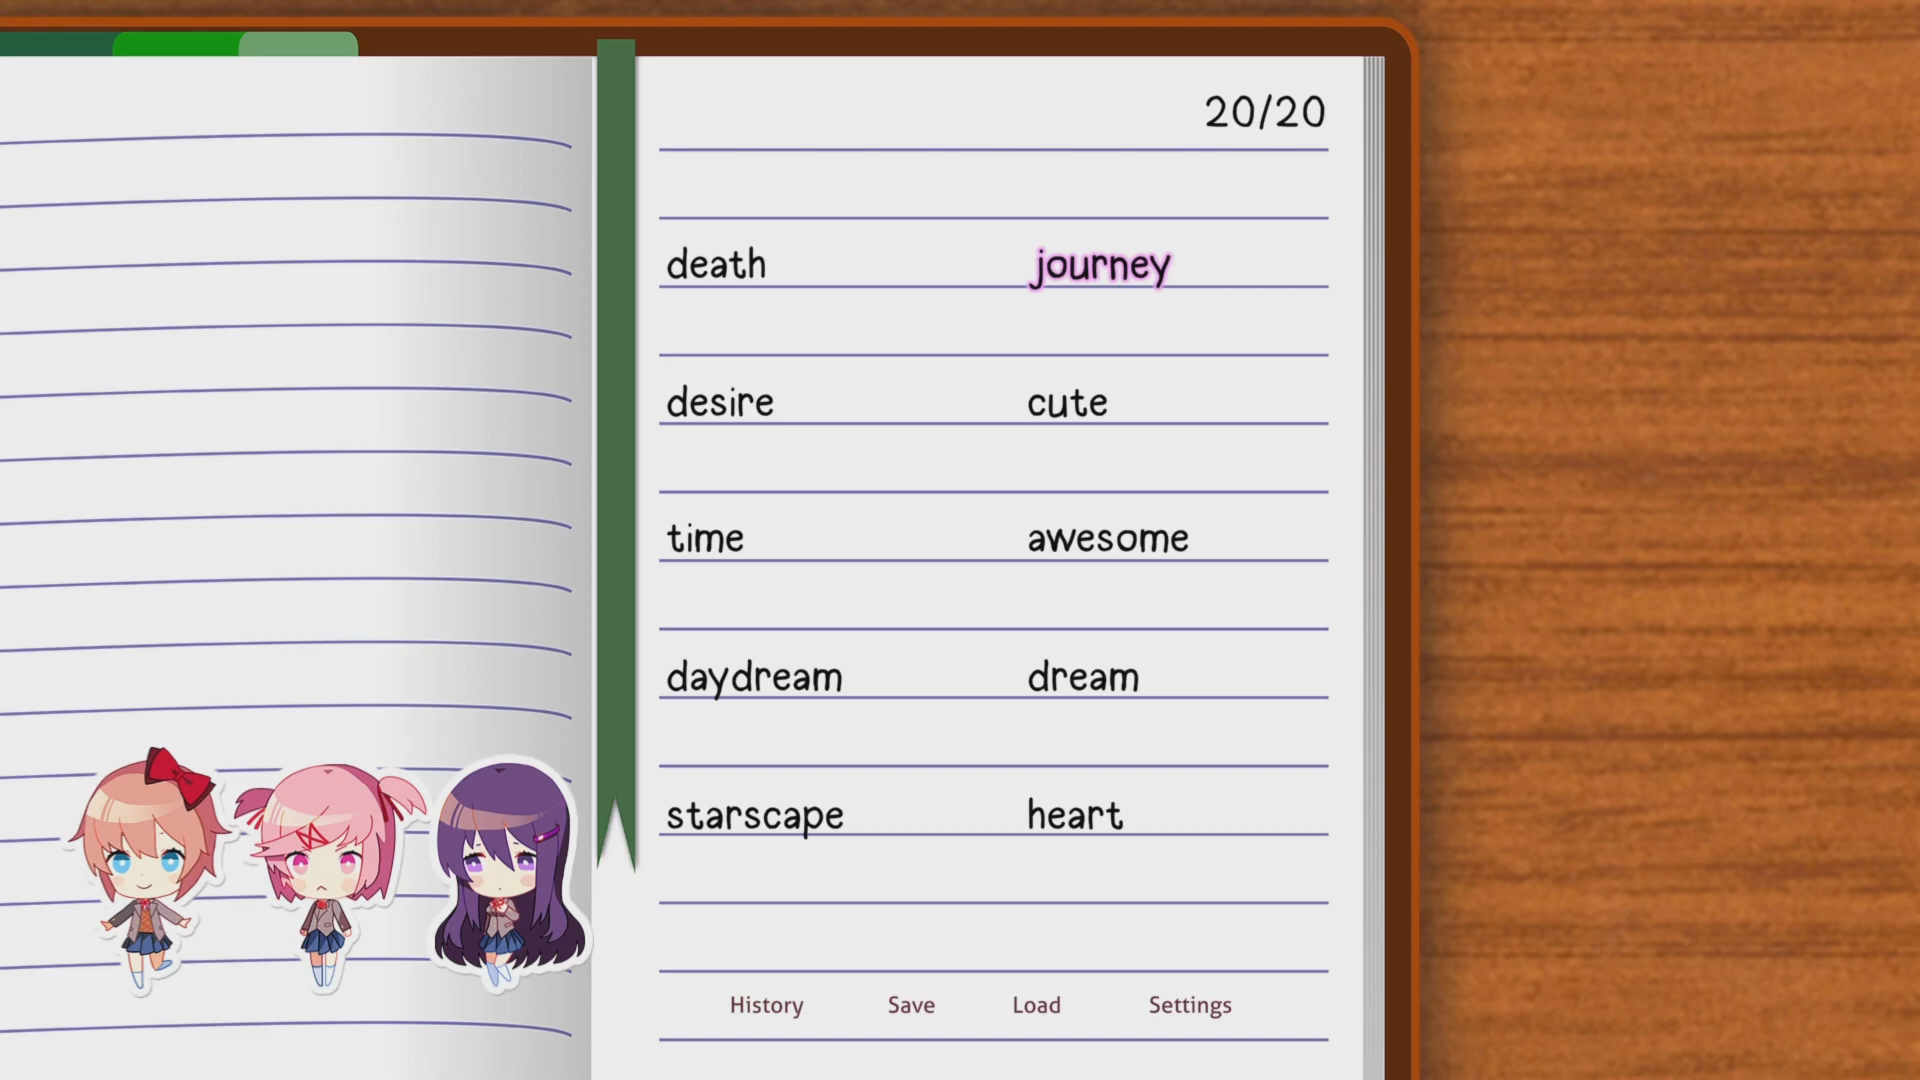 20/20
death journey
desire cute
time awesome
daydream dream
starscape heart
History Save Load Settings